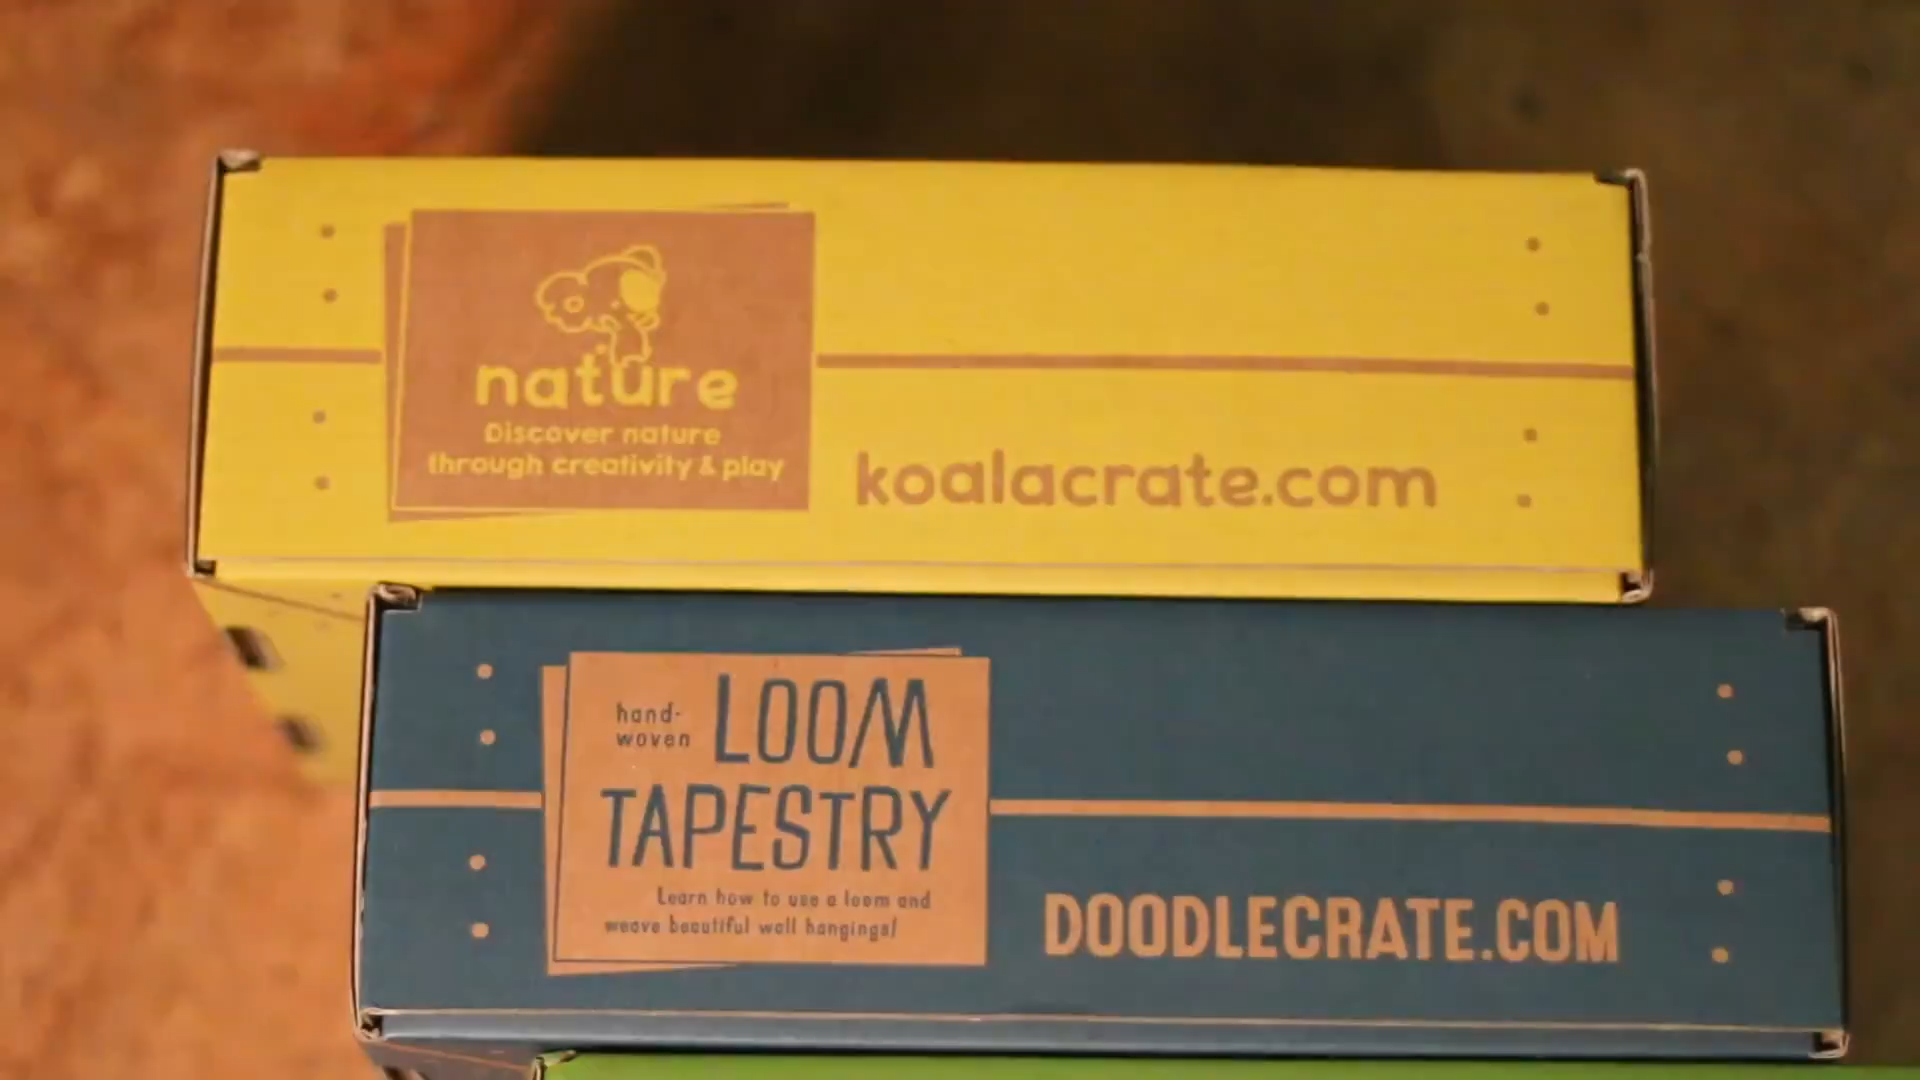 nature
Discover nature
through creativity & play
koalacrate.com
hand-
woven
LOOM
TAPESTRY
Learn how to use a loom and
weave beautiful wall hangings!
DOODLECRATE.COM